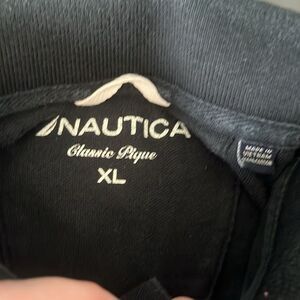 NAUTICA
Classic Pique
XL
MADE IN
VIETNAM